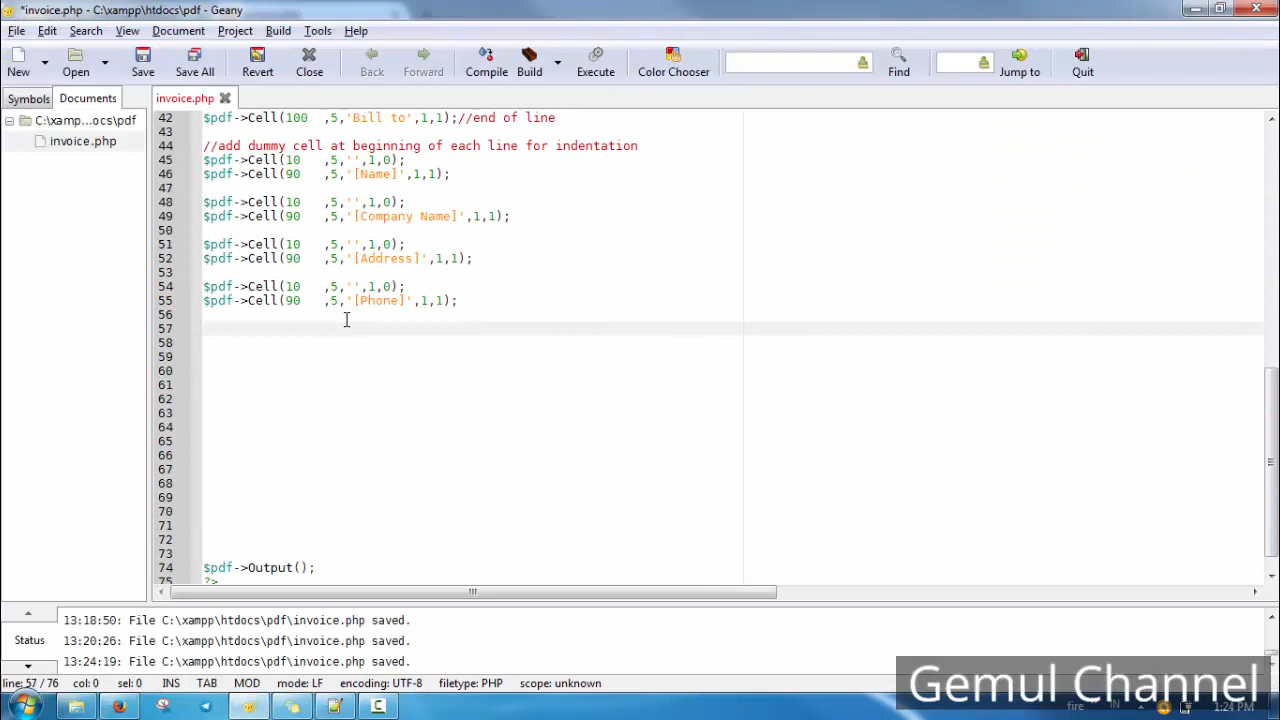 *invoice.php - C:\xampp\htdocs\pdf - Geany
File Edit Search View Document Project Build Tools Help
New Open Save Save All Revert Close Back Forward Compile Build Execute Color Chooser Find Jump to Quit
Symbols Documents invoice.php
C:\xamp...ocs\pdf
invoice.php
42 $pdf->Cell(100 ,5,'Bill to',1,1);//end of line
43
44 //add dummy cell at beginning of each line for indentation
45 $pdf->Cell(10 ,5,'',1,0);
46 $pdf->Cell(90 ,5,'[Name]',1,1);
47
48 $pdf->Cell(10 ,5,'',1,0);
49 $pdf->Cell(90 ,5,'[Company Name]',1,1);
50
51 $pdf->Cell(10 ,5,'',1,0);
52 $pdf->Cell(90 ,5,'[Address]',1,1);
53
54 $pdf->Cell(10 ,5,'',1,0);
55 $pdf->Cell(90 ,5,'[Phone]',1,1);
56
57
58
59
60
61
62
63
64
65
66
67
68
69
70
71
72
73
74 $pdf->Output();
75 ?>
13:18:50: File C:\xampp\htdocs\pdf\invoice.php saved.
Status 13:20:26: File C:\xampp\htdocs\pdf\invoice.php saved.
13:24:19: File C:\xampp\htdocs\pdf\invoice.php saved.
line: 57 / 76 col: 0 sel: 0 INS TAB MOD mode: LF encoding: UTF-8 filetype: PHP scope: unknown
Gemul Channel
fire IN 1:24 PM